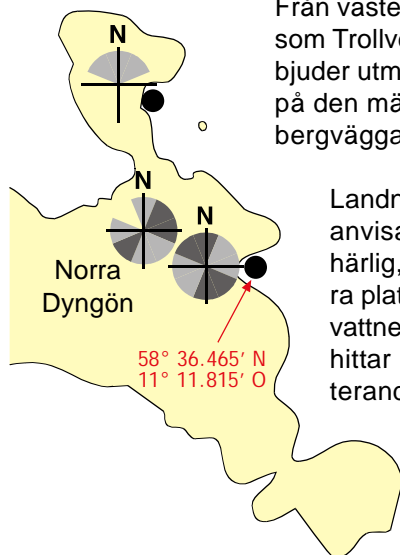 Från väste
som Trollve
bjuder utm
på den mä
bergvägga
N
N
N
Landn
anvisa
härlig,
ra plat
vattne
hittar
terand
Norra
Dyngön
58° 36.465′ N
11° 11.815′ O